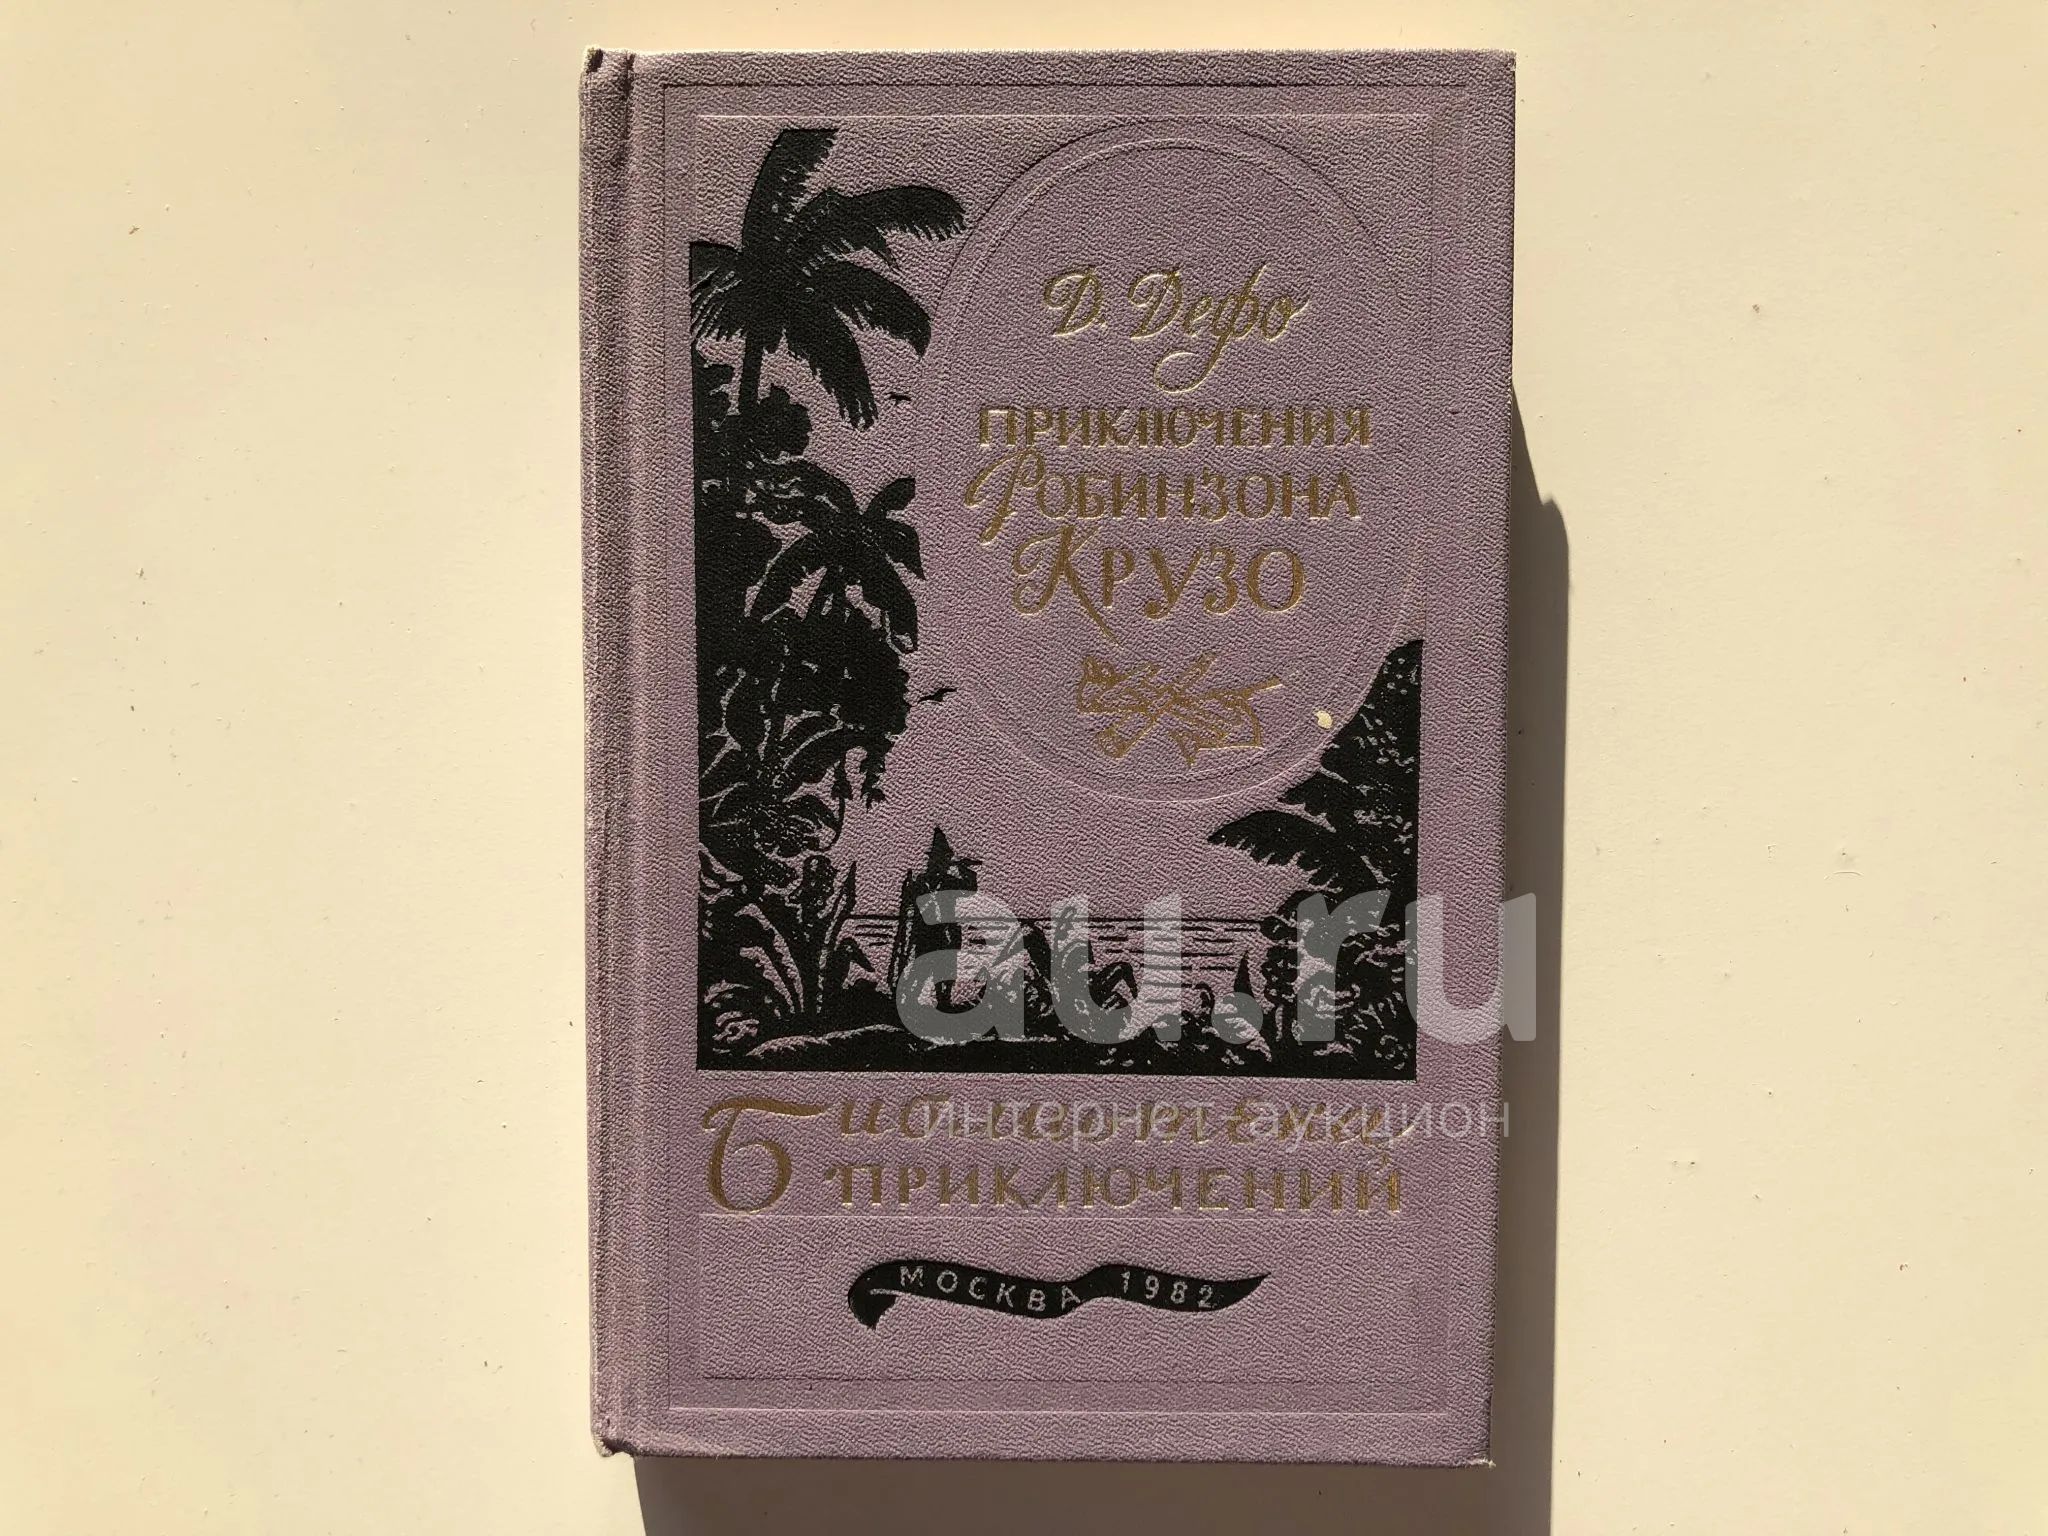 Д. Дефо
ПРИКЛЮЧЕНИЯ
РОБИНЗОНА
КРУЗО
au.ru
Библиотека
интернет-аукцион
ПРИКЛЮЧЕНИЙ
МОСКВА 1982